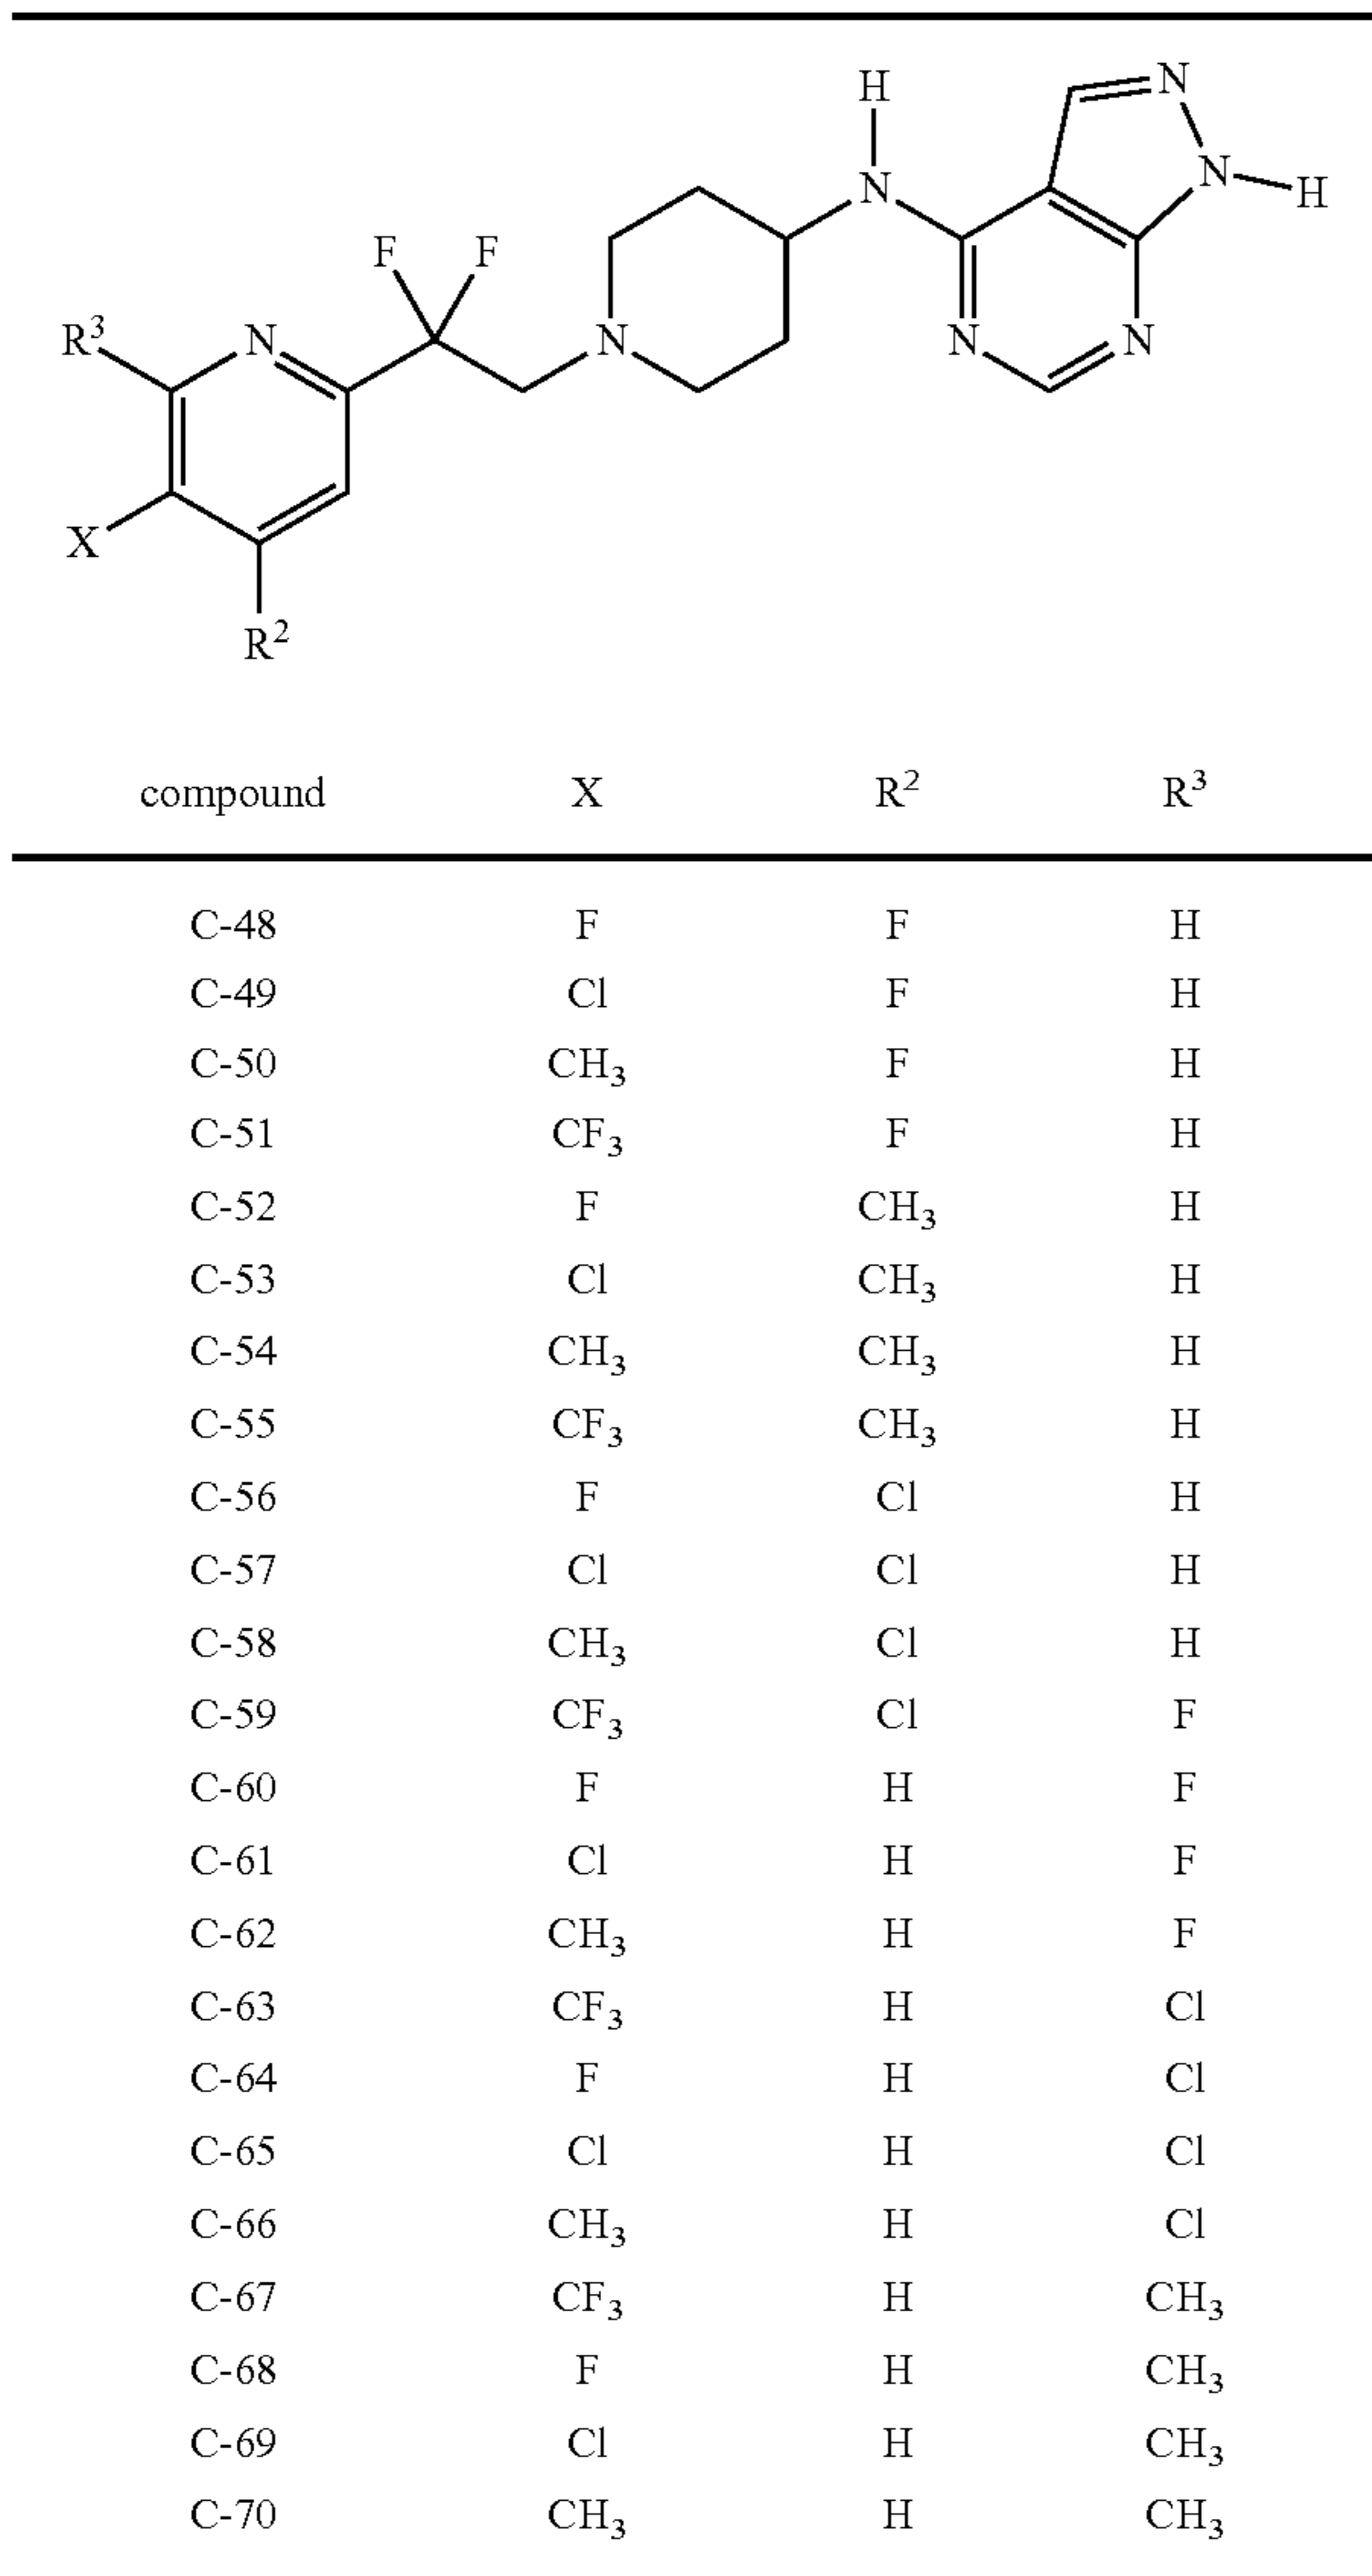 H
N
N
H
N
F F
R³ N N N N
X
R²
compound X R² R³
C-48 F F H
C-49 Cl F H
C-50 CH₃ F H
C-51 CF₃ F H
C-52 F CH₃ H
C-53 Cl CH₃ H
C-54 CH₃ CH₃ H
C-55 CF₃ CH₃ H
C-56 F Cl H
C-57 Cl Cl H
C-58 CH₃ Cl H
C-59 CF₃ Cl F
C-60 F H F
C-61 Cl H F
C-62 CH₃ H F
C-63 CF₃ H Cl
C-64 F H Cl
C-65 Cl H Cl
C-66 CH₃ H Cl
C-67 CF₃ H CH₃
C-68 F H CH₃
C-69 Cl H CH₃
C-70 CH₃ H CH₃